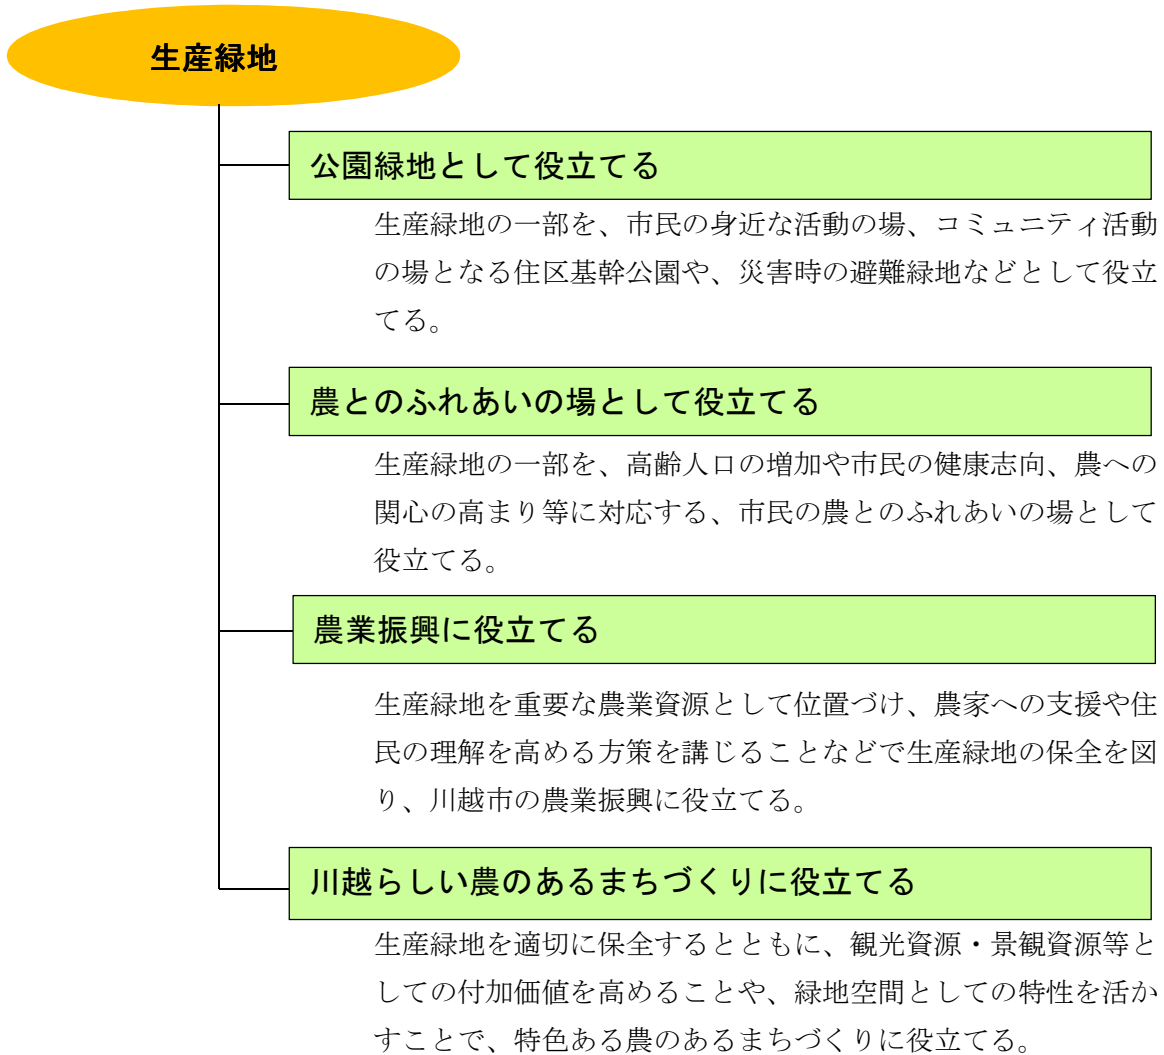 生産緑地
公園緑地として役立てる
生産緑地の一部を、市民の身近な活動の場、コミュニティ活動
の場となる住区基幹公園や、災害時の避難緑地などとして役立
てる。
農とのふれあいの場として役立てる
生産緑地の一部を、高齢人口の増加や市民の健康志向、農への
関心の高まり等に対応する、市民の農とのふれあいの場として
役立てる。
農業振興に役立てる
生産緑地を重要な農業資源として位置づけ、農家への支援や住
民の理解を高める方策を講じることなどで生産緑地の保全を図
り、川越市の農業振興に役立てる。
川越らしい農のあるまちづくりに役立てる
生産緑地を適切に保全するとともに、観光資源・景観資源等と
しての付加価値を高めることや、緑地空間としての特性を活か
すことで、特色ある農のあるまちづくりに役立てる。